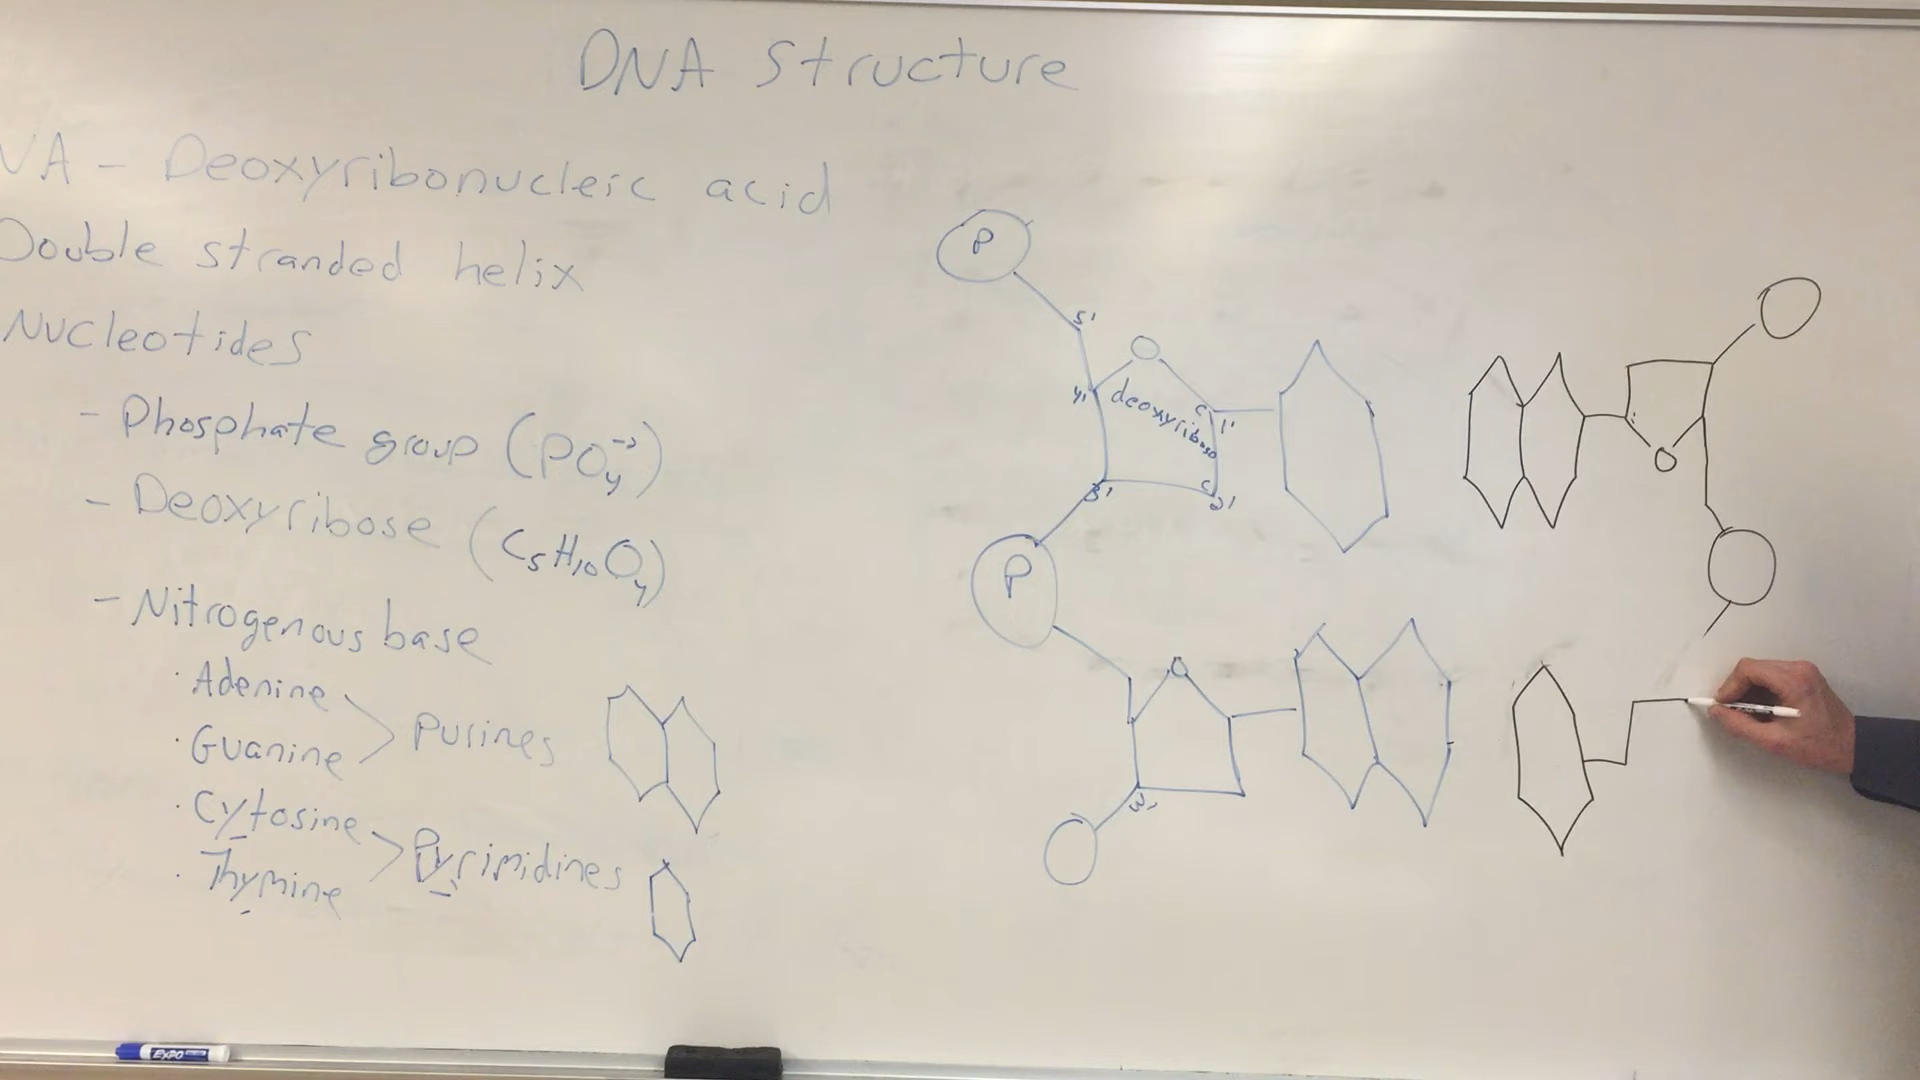 DNA Structure
NA - Deoxyribonucleic acid
Double stranded helix
Nucleotides
- Phosphate group (PO₄⁻³)
- Deoxyribose (C₅H₁₀O₄)
- Nitrogenous base
· Adenine
· Guanine
> Purines
· Cytosine
· Thymine
> Pyrimidines
P
5'
O
4'
deoxyribose
C 1'
3'
C 2'
P
O
3'
O
EXPO